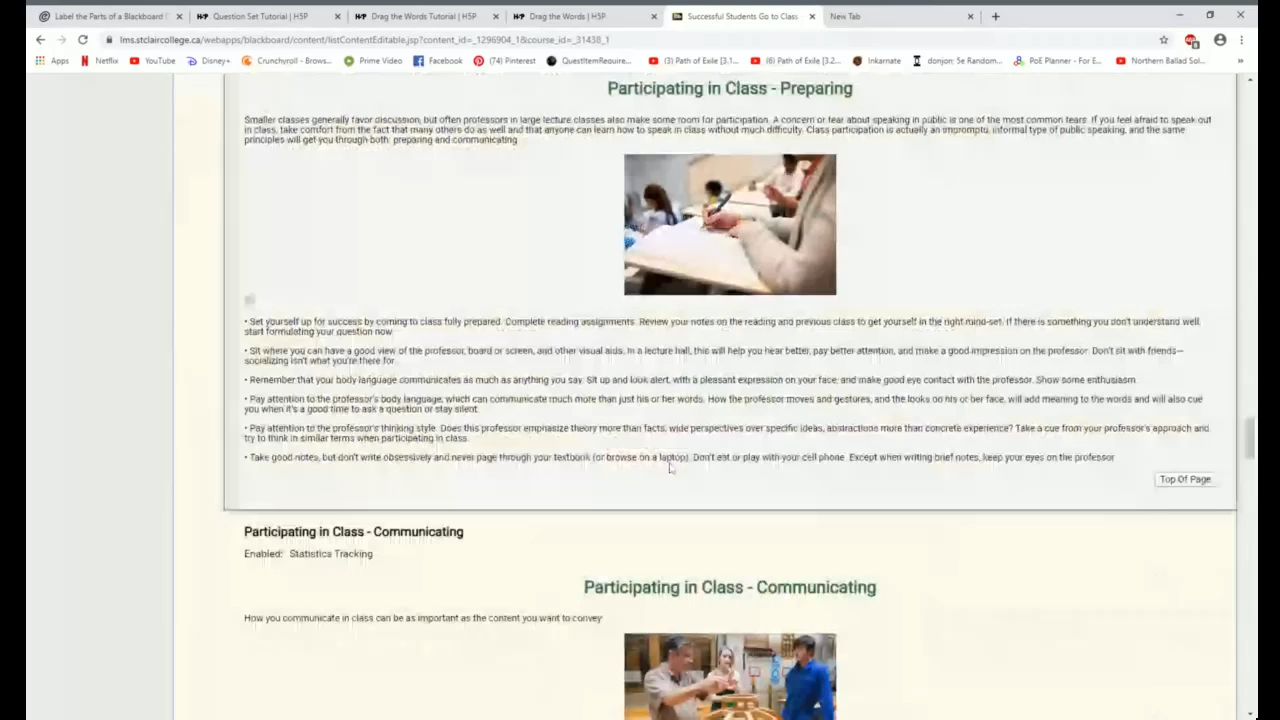 Label the Parts of a Blackboard
Question Set Tutorial | H5P
Drag the Words Tutorial | H5P
Drag the Words | H5P
Successful Students Go to Class
New Tab
lms.stclaircollege.ca/webapps/blackboard/content/listContentEditable.jsp?content_id=_1296904_1&course_id=_31438_1
Apps
Netflix
YouTube
Disney+
Crunchyroll - Brows...
Prime Video
Facebook
(74) Pinterest
QuestItemRequire...
(3) Path of Exile [3.1...
(6) Path of Exile [3.2...
Inkarnate
donjon; 5e Random...
PoE Planner - For E...
Northern Ballad Sol...
Participating in Class - Preparing
Smaller classes generally favor discussion, but often professors in large lecture classes also make some room for participation. A concern or fear about speaking in public is one of the most common fears. If you feel afraid to speak out
in class, take comfort from the fact that many others do as well and that anyone can learn how to speak in class without much difficulty. Class participation is actually an impromptu, informal type of public speaking, and the same
principles will get you through both: preparing and communicating
• Set yourself up for success by coming to class fully prepared. Complete reading assignments. Review your notes on the reading and previous class to get yourself in the right mind-set. If there is something you don't understand well,
start formulating your question now.
• Sit where you can have a good view of the professor, board or screen, and other visual aids. In a lecture hall, this will help you hear better, pay better attention, and make a good impression on the professor. Don't sit with friends—
socializing isn't what you're there for.
• Remember that your body language communicates as much as anything you say. Sit up and look alert, with a pleasant expression on your face, and make good eye contact with the professor. Show some enthusiasm.
• Pay attention to the professor's body language, which can communicate much more than just his or her words. How the professor moves and gestures, and the looks on his or her face, will add meaning to the words and will also cue
you when it's a good time to ask a question or stay silent.
• Pay attention to the professor's thinking style. Does this professor emphasize theory more than facts, wide perspectives over specific ideas, abstractions more than concrete experience? Take a cue from your professor's approach and
try to think in similar terms when participating in class.
• Take good notes, but don't write obsessively and never page through your textbook (or browse on a laptop). Don't eat or play with your cell phone. Except when writing brief notes, keep your eyes on the professor
Top Of Page
Participating in Class - Communicating
Enabled: Statistics Tracking
Participating in Class - Communicating
How you communicate in class can be as important as the content you want to convey